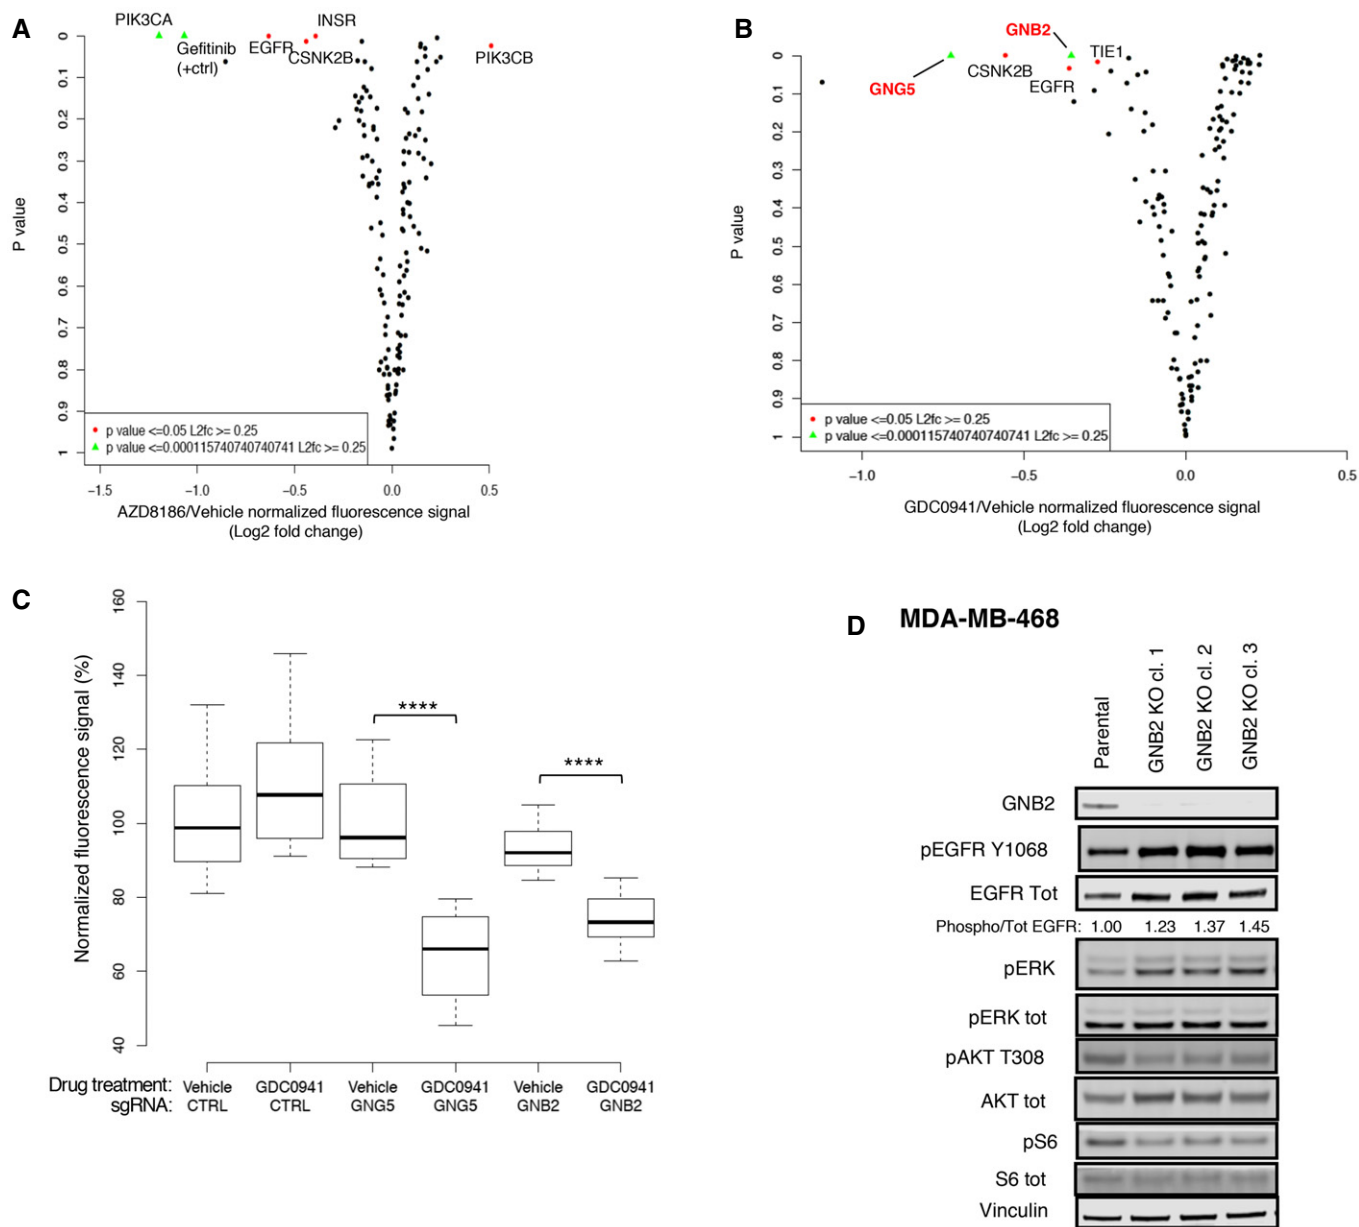 A
PIK3CA
INSR
Gefitinib
(+ctrl)
EGFR
CSNK2B
PIK3CB
0
0.1
0.2
0.3
0.4
0.5
0.6
0.7
0.8
0.9
1
P value
p value <=0.05 L2fc >= 0.25
p value <=0.000115740740740741 L2fc >= 0.25
−1.5 −1.0 −0.5 0.0 0.5
AZD8186/Vehicle normalized fluorescence signal
(Log2 fold change)
B
GNB2
TIE1
CSNK2B
EGFR
GNG5
0
0.1
0.2
0.3
0.4
0.5
0.6
0.7
0.8
0.9
1
P value
p value <=0.05 L2fc >= 0.25
p value <=0.000115740740740741 L2fc >= 0.25
−1.0 −0.5 0.0 0.5
GDC0941/Vehicle normalized fluorescence signal
(Log2 fold change)
C
160
140
120
100
80
60
40
Normalized fluorescence signal (%)
****
****
Drug treatment: Vehicle GDC0941 Vehicle GDC0941 Vehicle GDC0941
sgRNA: CTRL CTRL GNG5 GNG5 GNB2 GNB2
D
MDA-MB-468
Parental
GNB2 KO cl. 1
GNB2 KO cl. 2
GNB2 KO cl. 3
GNB2
pEGFR Y1068
EGFR Tot
Phospho/Tot EGFR: 1.00 1.23 1.37 1.45
pERK
pERK tot
pAKT T308
AKT tot
pS6
S6 tot
Vinculin